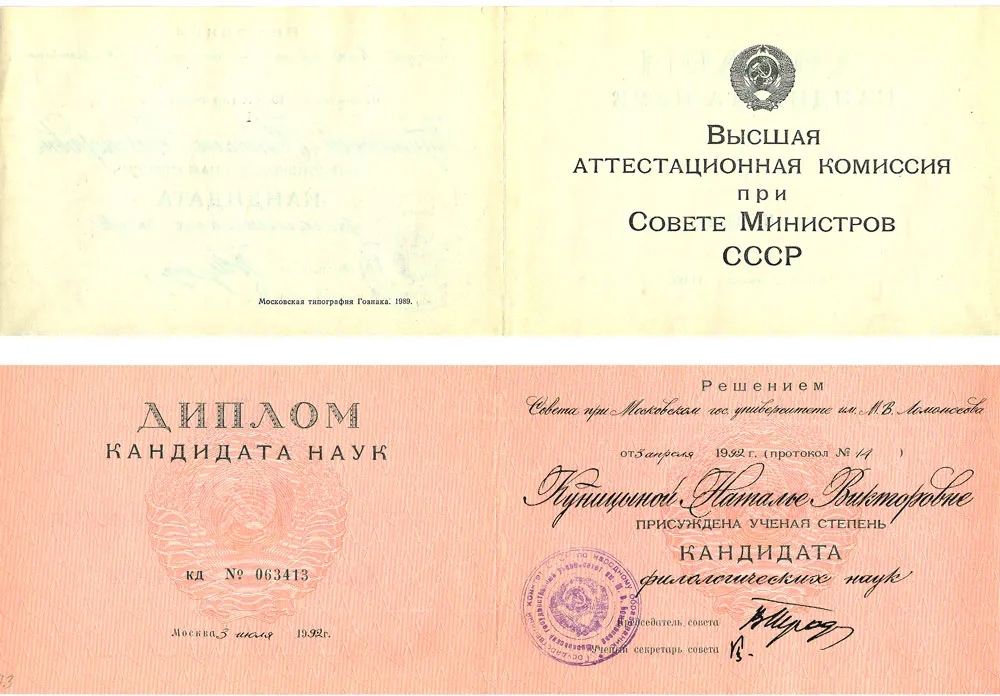 Высшая
аттестационная комиссия
при
Совете Министров
СССР
Московская типография Гознака. 1989.
ДИПЛОМ
КАНДИДАТА НАУК
КД № 063413
Москва 3 июля 1992 г.
Решением
Совета при Московском гос. университете им. М.В. Ломоносова
от 3 апреля 1992 г. (протокол № 14 )
Куницыной Наталье Викторовне
ПРИСУЖДЕНА УЧЕНАЯ СТЕПЕНЬ
КАНДИДАТА
филологических наук
Председатель совета
Ученый секретарь совета